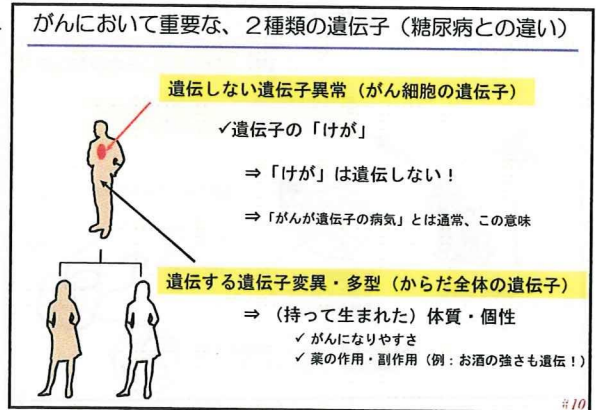 がんにおいて重要な、２種類の遺伝子（糖尿病との違い）
遺伝しない遺伝子異常（がん細胞の遺伝子）
✓遺伝子の「けが」
⇒「けが」は遺伝しない！
⇒「がんが遺伝子の病気」とは通常、この意味
遺伝する遺伝子変異・多型（からだ全体の遺伝子）
⇒ （持って生まれた）体質・個性
✓ がんになりやすさ
✓ 薬の作用・副作用（例：お酒の強さも遺伝！）
#10